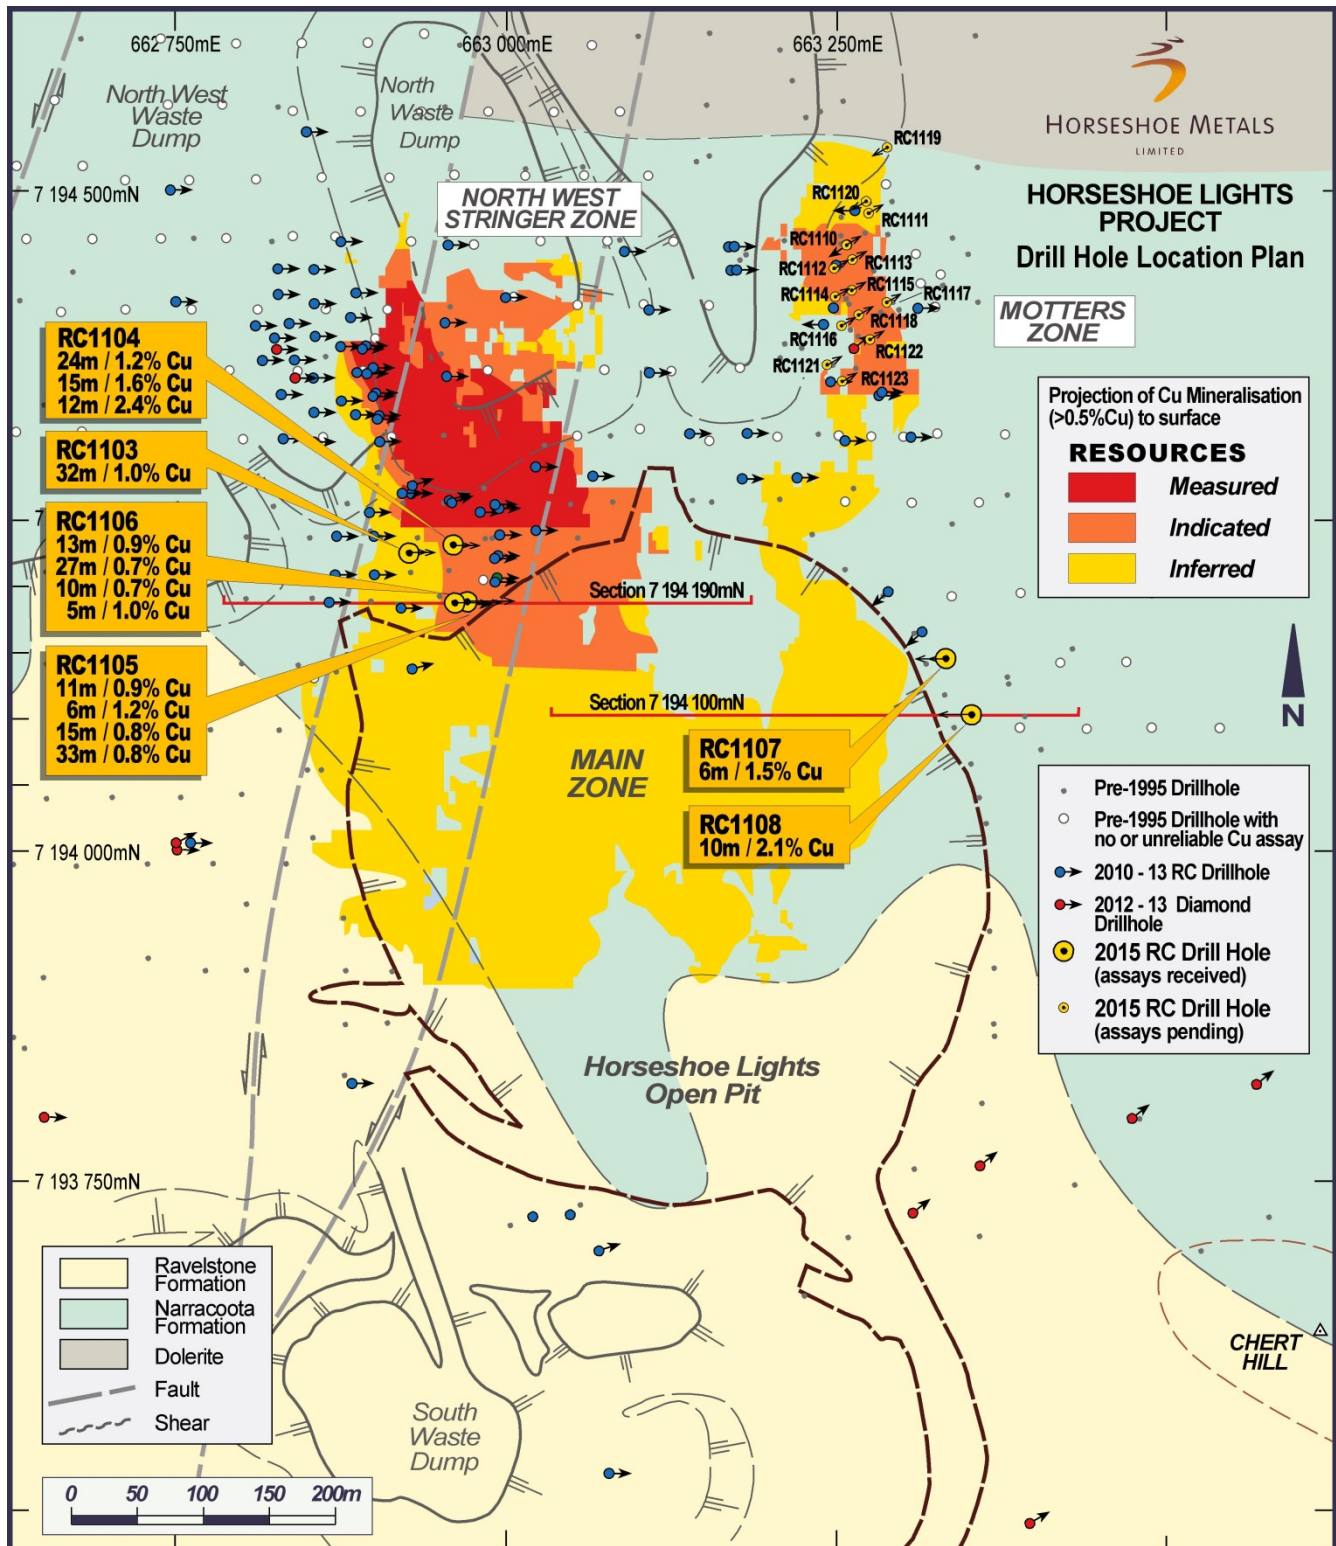 662 750mE
663 000mE
663 250mE
North West
Waste
Dump
North
Waste
Dump
HORSESHOE METALS
LIMITED
7 194 500mN
NORTH WEST
STRINGER ZONE
HORSESHOE LIGHTS
PROJECT
Drill Hole Location Plan
RC1119
RC1120
RC1111
RC1110
RC1112
RC1113
RC1115
RC1114
RC1117
RC1118
RC1116
RC1122
RC1121
RC1123
MOTTERS
ZONE
RC1104
24m / 1.2% Cu
15m / 1.6% Cu
12m / 2.4% Cu
RC1103
32m / 1.0% Cu
RC1106
13m / 0.9% Cu
27m / 0.7% Cu
10m / 0.7% Cu
5m / 1.0% Cu
RC1105
11m / 0.9% Cu
6m / 1.2% Cu
15m / 0.8% Cu
33m / 0.8% Cu
Projection of Cu Mineralisation
(>0.5%Cu) to surface
RESOURCES
Measured
Indicated
Inferred
Section 7 194 190mN
Section 7 194 100mN
N
MAIN
ZONE
RC1107
6m / 1.5% Cu
RC1108
10m / 2.1% Cu
Pre-1995 Drillhole
Pre-1995 Drillhole with
no or unreliable Cu assay
2010 - 13 RC Drillhole
2012 - 13 Diamond
Drillhole
2015 RC Drill Hole
(assays received)
2015 RC Drill Hole
(assays pending)
7 194 000mN
Horseshoe Lights
Open Pit
7 193 750mN
Ravelstone
Formation
Narracoota
Formation
Dolerite
Fault
Shear
South
Waste
Dump
CHERT
HILL
0 50 100 150 200m